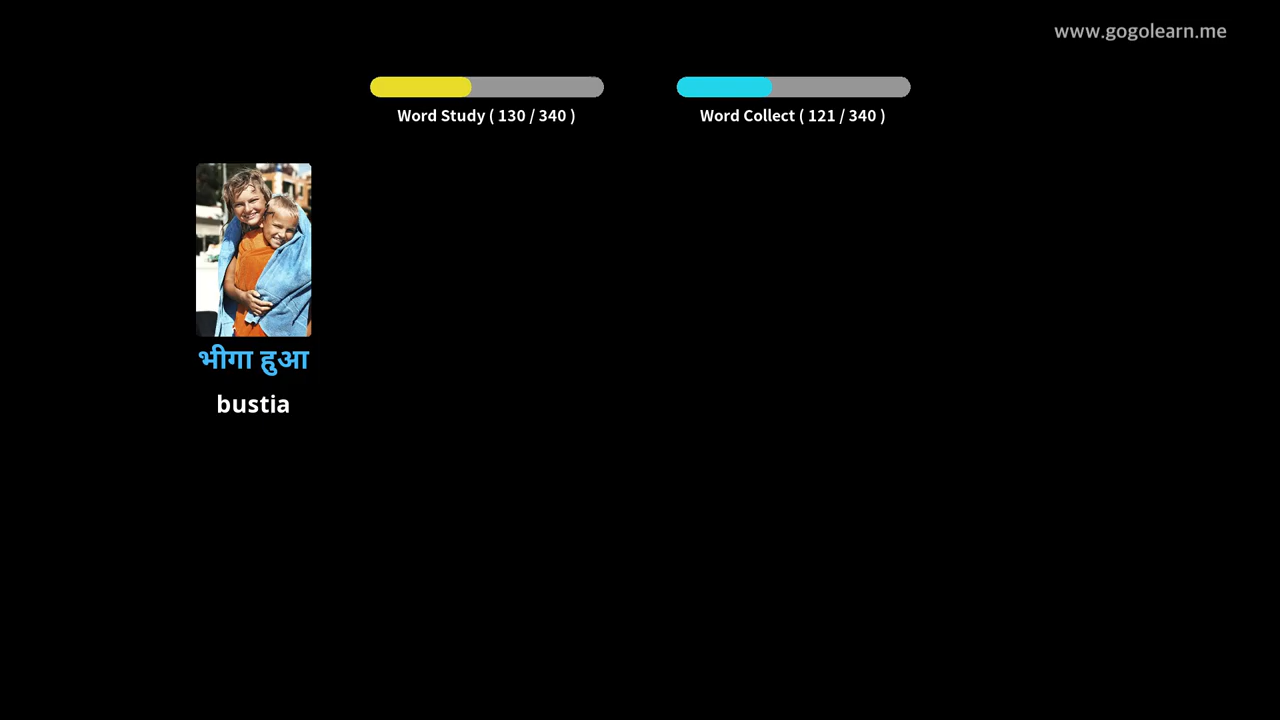 www.gogolearn.me
Word Study ( 130 / 340 )
Word Collect ( 121 / 340 )
भीगा हुआ
bustia